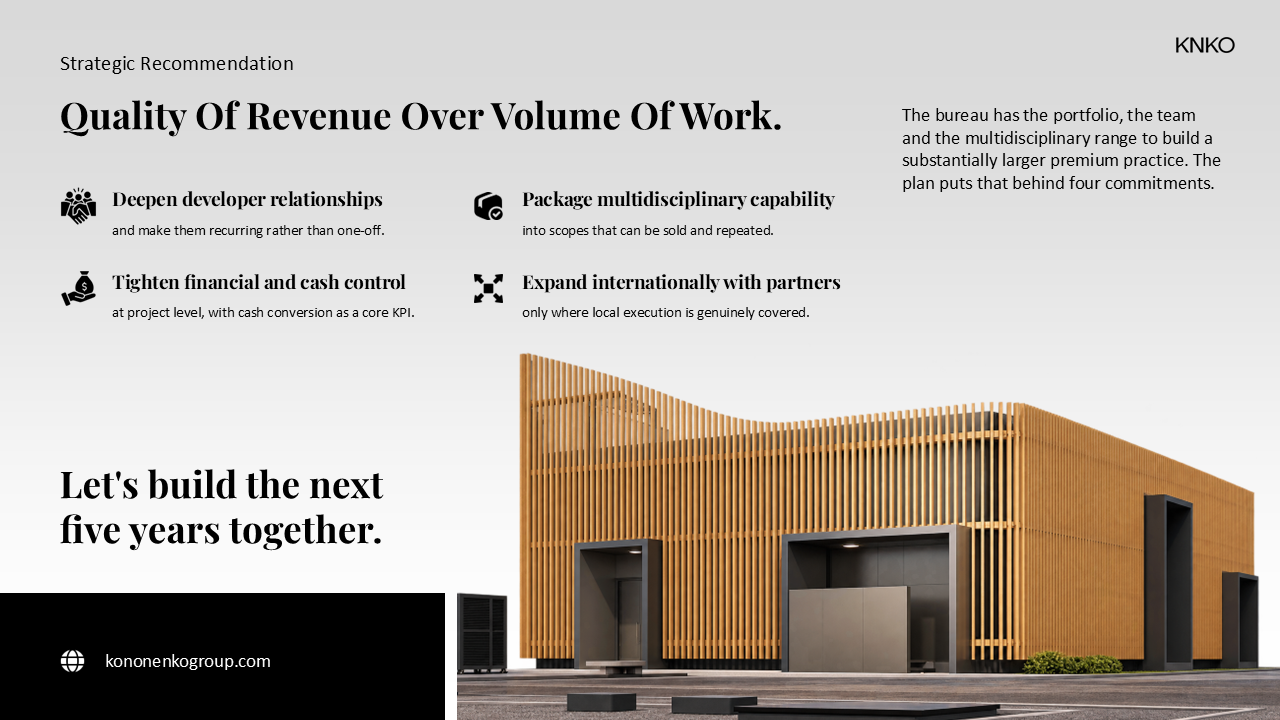 KNKO
Strategic Recommendation
Quality Of Revenue Over Volume Of Work.
The bureau has the portfolio, the team
and the multidisciplinary range to build a
substantially larger premium practice. The
plan puts that behind four commitments.
Deepen developer relationships
and make them recurring rather than one-off.
Package multidisciplinary capability
into scopes that can be sold and repeated.
Tighten financial and cash control
at project level, with cash conversion as a core KPI.
Expand internationally with partners
only where local execution is genuinely covered.
Let's build the next
five years together.
kononenkogroup.com